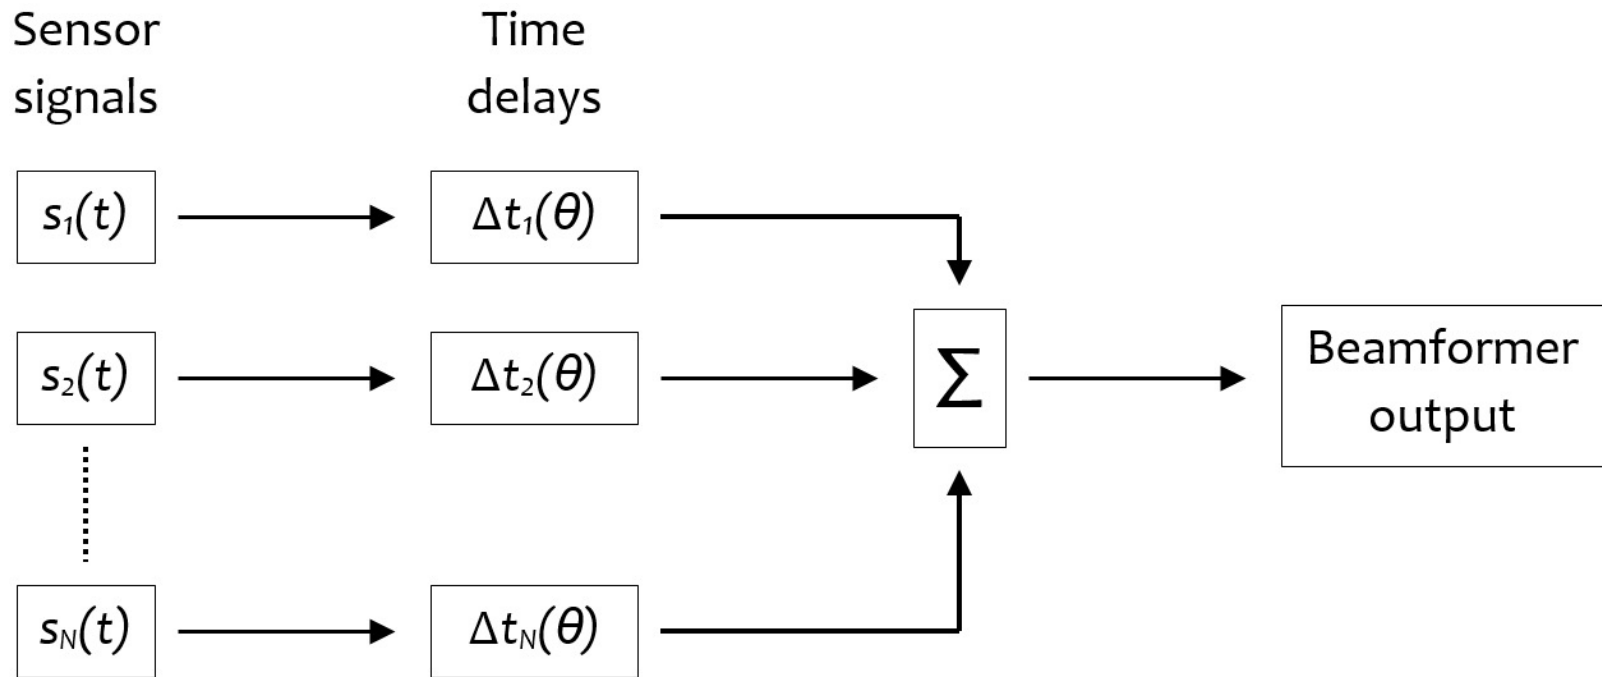 Sensor signals
Time delays
s₁(t)
Δt₁(θ)
s₂(t)
Δt₂(θ)
∑
Beamformer output
s_N(t)
Δt_N(θ)